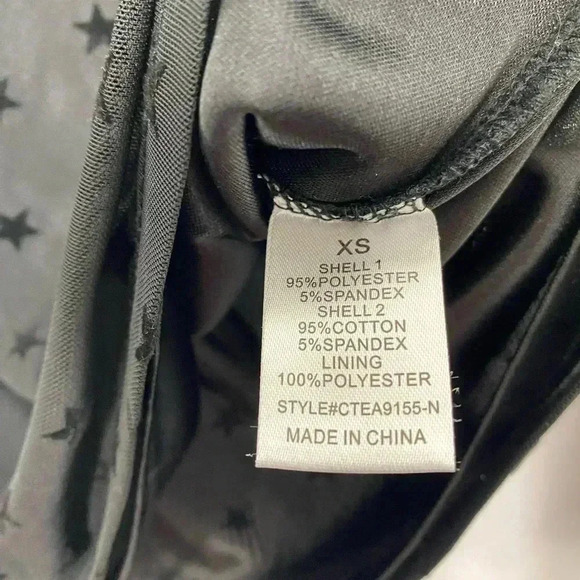 XS
SHELL 1
95%POLYESTER
5%SPANDEX
SHELL 2
95%COTTON
5%SPANDEX
LINING
100%POLYESTER
STYLE#CTEA9155-N
MADE IN CHINA